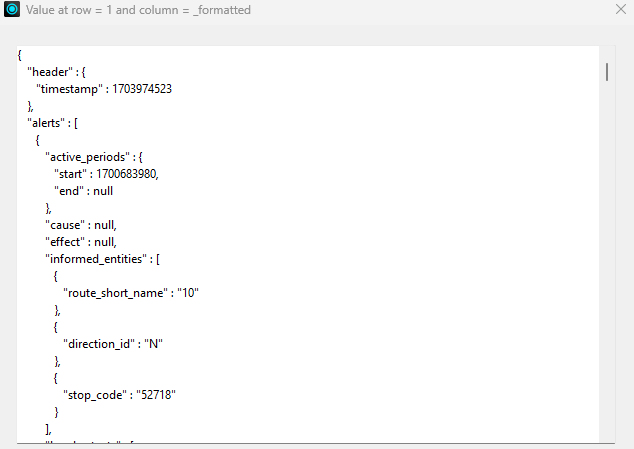 Value at row = 1 and column = _formatted
{
"header" : {
"timestamp" : 1703974523
},
"alerts" : [
{
"active_periods" : {
"start" : 1700683980,
"end" : null
},
"cause" : null,
"effect" : null,
"informed_entities" : [
{
"route_short_name" : "10"
},
{
"direction_id" : "N"
},
{
"stop_code" : "52718"
}
],